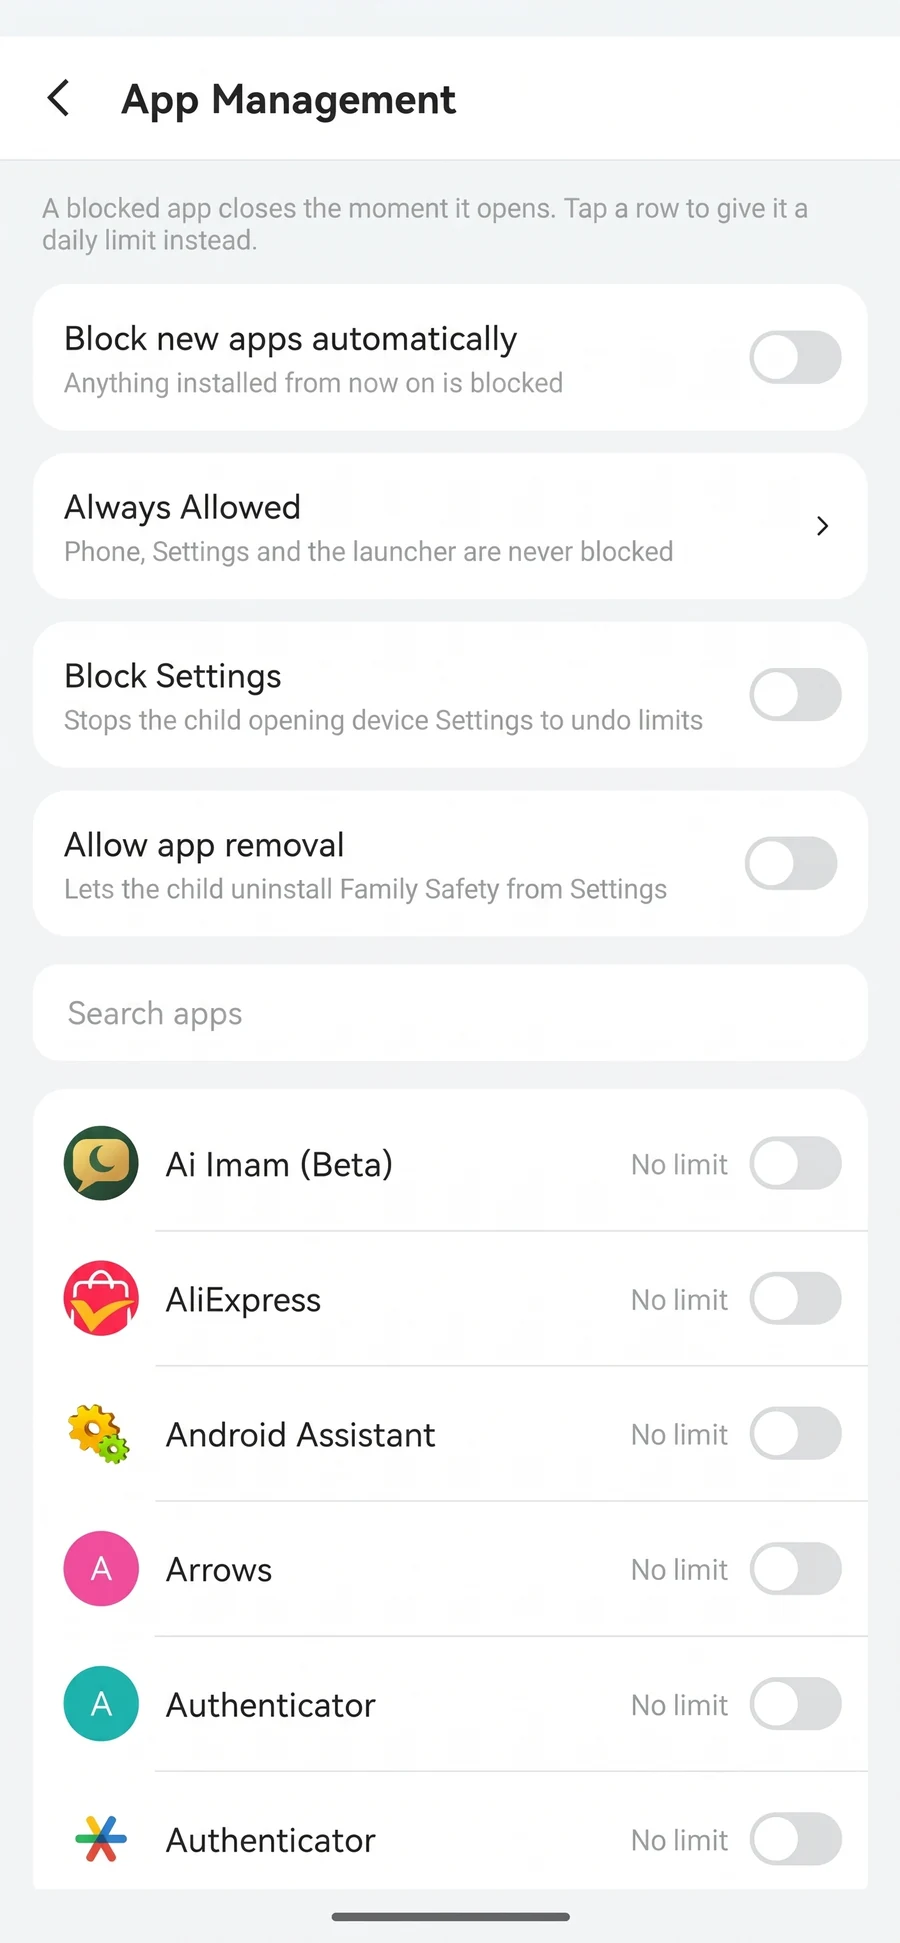 App Management
A blocked app closes the moment it opens. Tap a row to give it a
daily limit instead.
Block new apps automatically
Anything installed from now on is blocked
Always Allowed
Phone, Settings and the launcher are never blocked
Block Settings
Stops the child opening device Settings to undo limits
Allow app removal
Lets the child uninstall Family Safety from Settings
Search apps
Ai Imam (Beta) No limit
AliExpress No limit
Android Assistant No limit
A Arrows No limit
A Authenticator No limit
Authenticator No limit